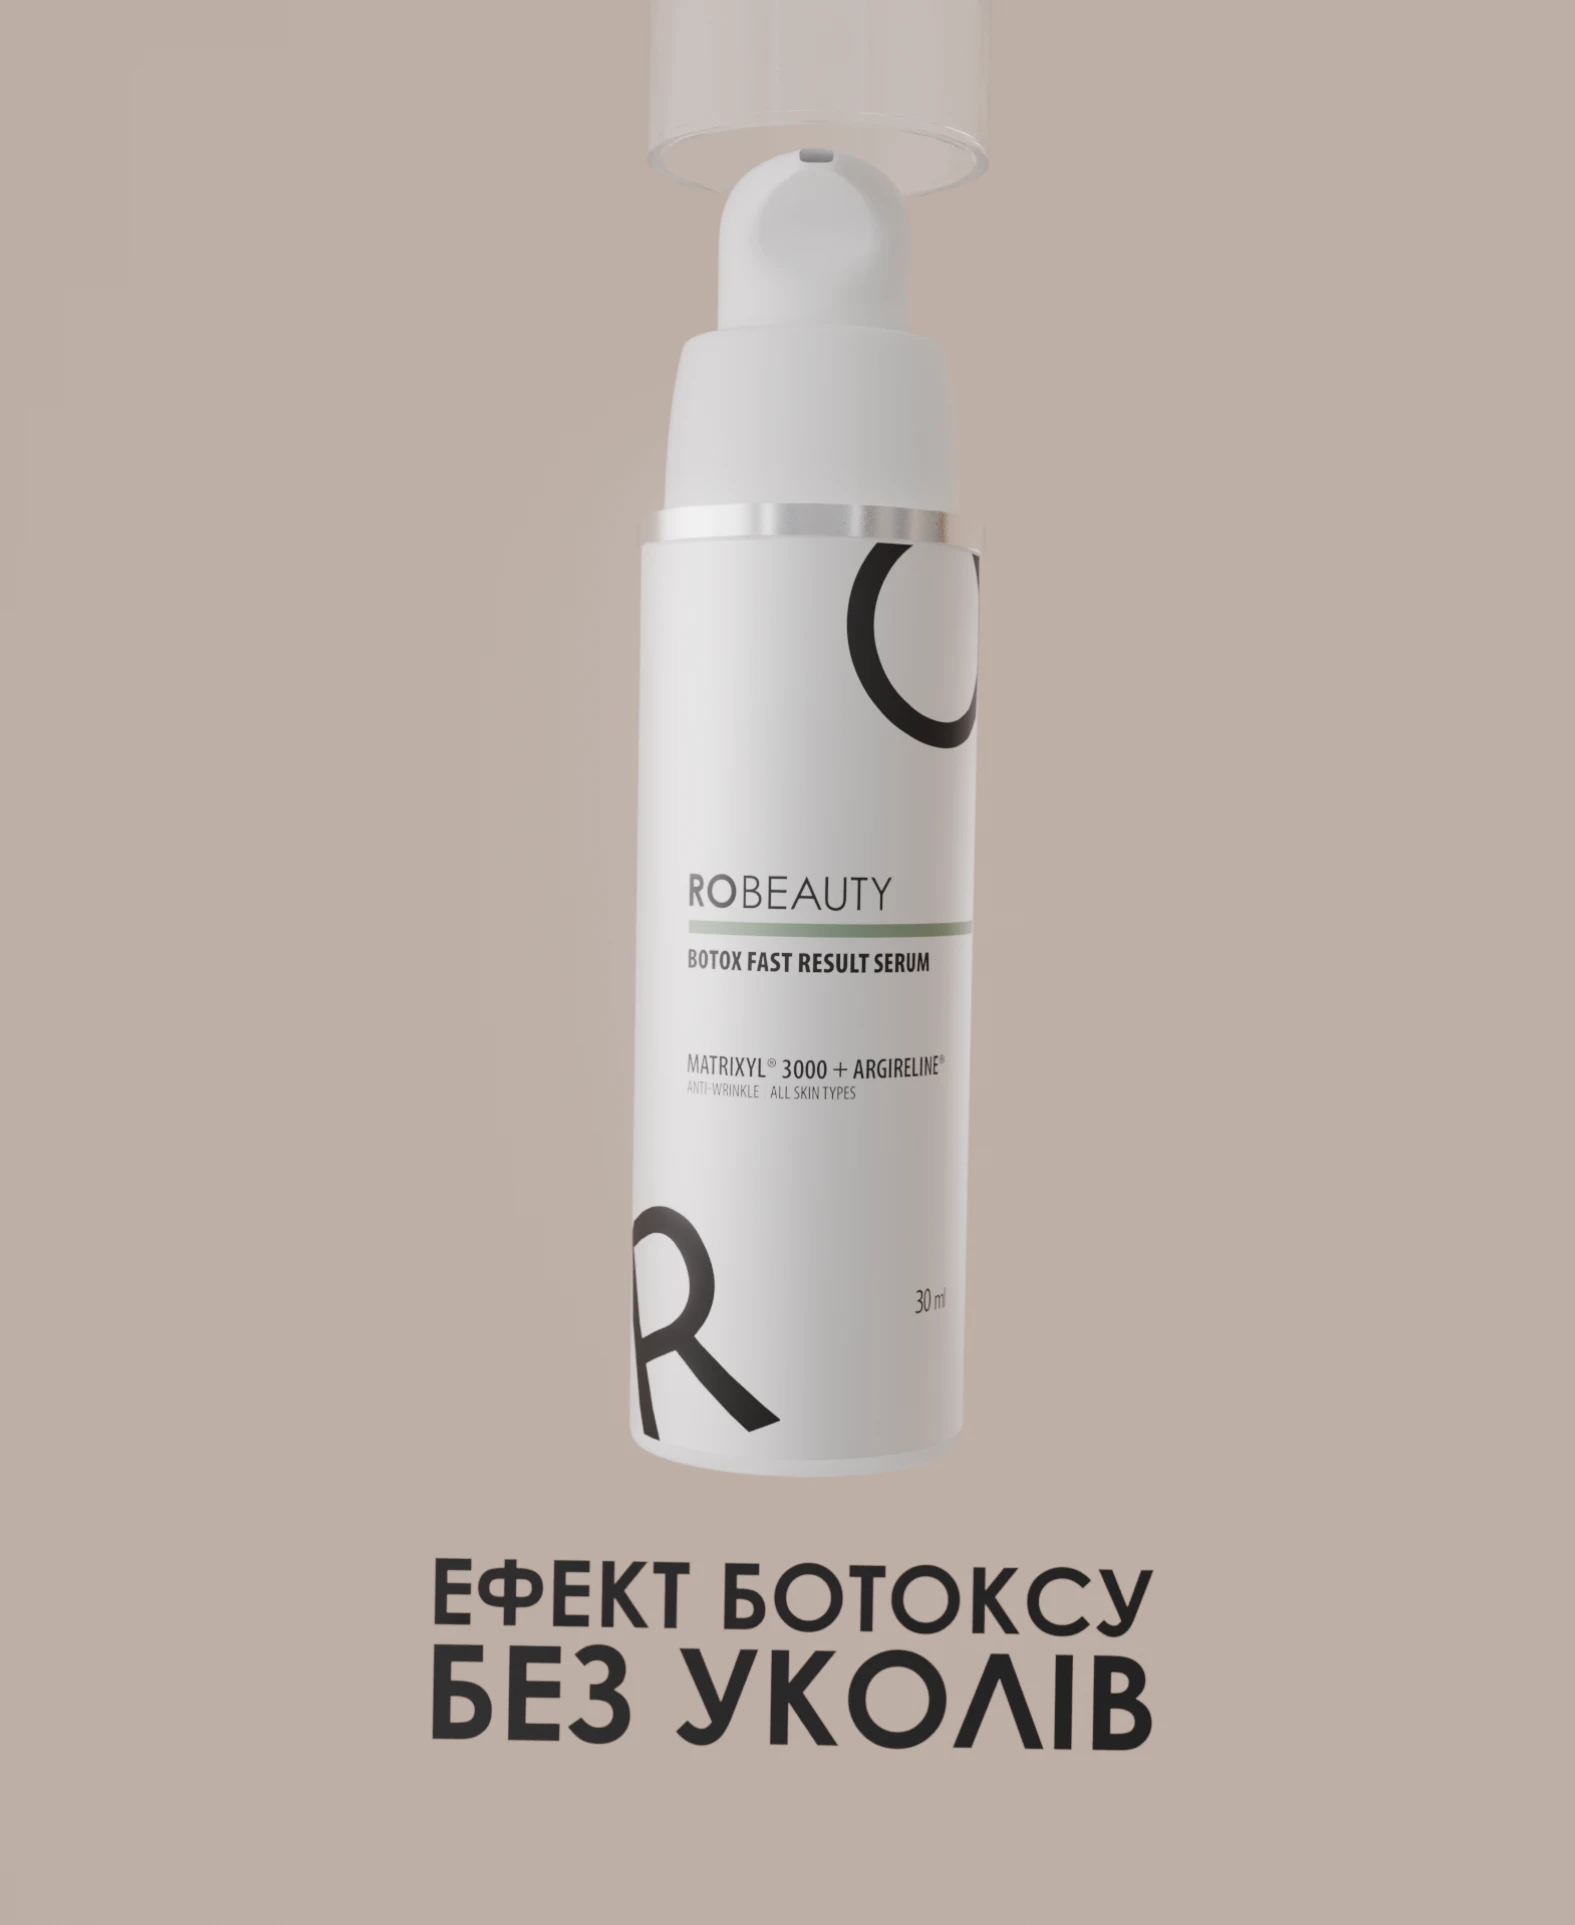 ROBEAUTY
BOTOX FAST RESULT SERUM
MATRIXYL® 3000 + ARGIRELINE®
ANTI-WRINKLE | ALL SKIN TYPES
R
30 ml
ЕФЕКТ БОТОКСУ
БЕЗ УКОЛІВ